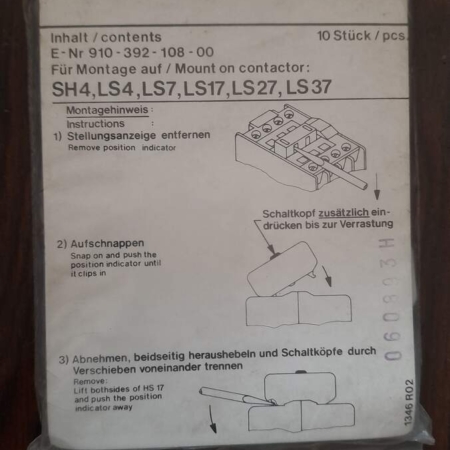 Inhalt / contents 10 Stück / pcs.
E-Nr 910-392-108-00
Für Montage auf / Mount on contactor:
SH4, LS4, LS7, LS17, LS27, LS37
Montagehinweis :
Instructions :
1) Stellungsanzeige entfernen
Remove position indicator
Schaltkopf zusätzlich ein-
drücken bis zur Verrastung
2) Aufschnappen
Snap on and push the
position indicator until
it clips in
060893H
3) Abnehmen, beidseitig heraushebeln und Schaltköpfe durch
Verschieben voneinander trennen
Remove:
Lift bothsides of HS 17
and push the position
indicator away
1346 R02